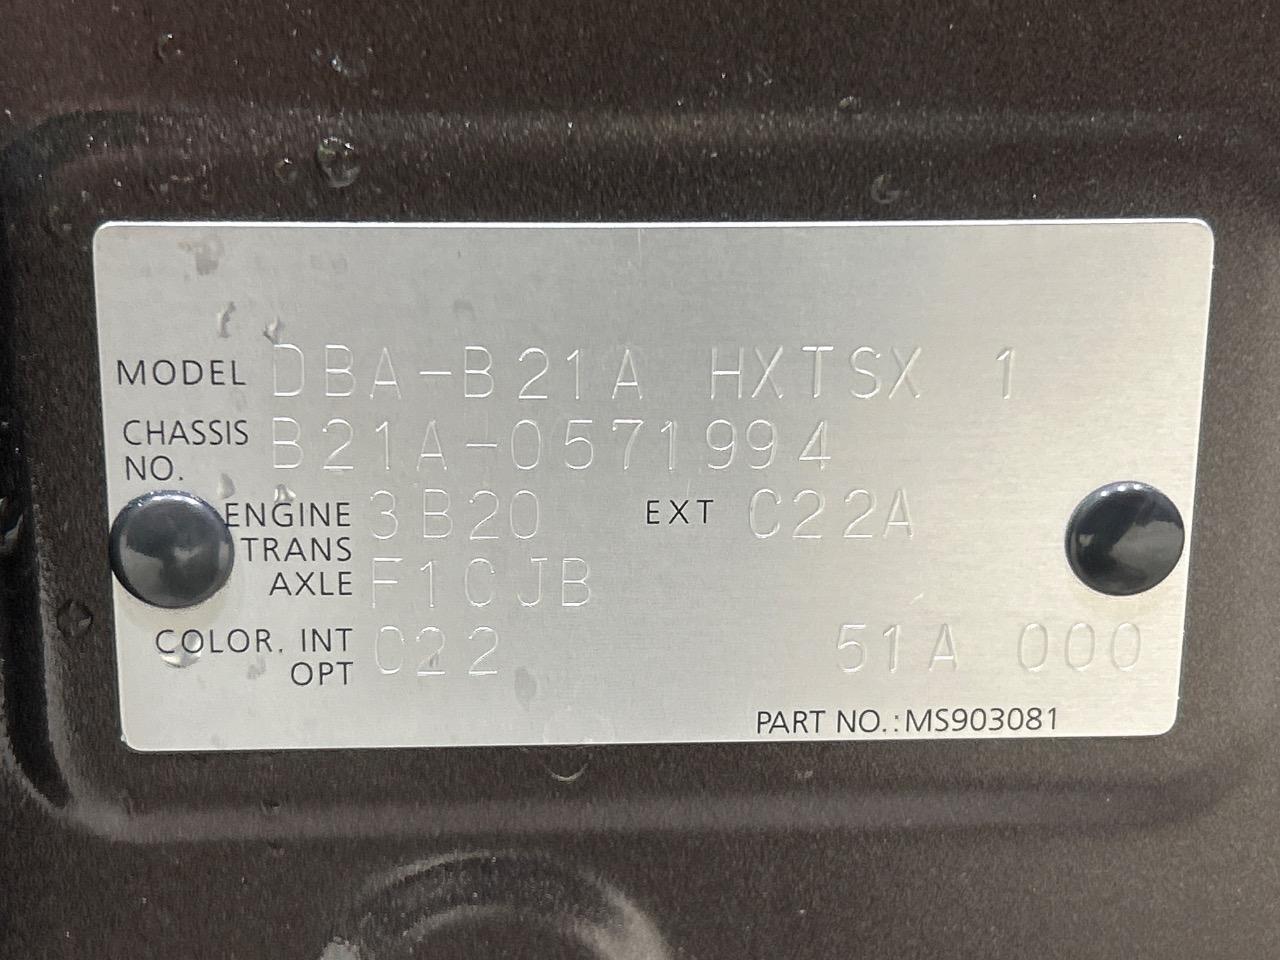 MODEL DBA-B21A HXTSX 1
CHASSIS NO. B21A-0571994
ENGINE 3B20 EXT C22A
TRANS AXLE F1CJB
COLOR. INT OPT C22 51A 000
PART NO.:MS903081